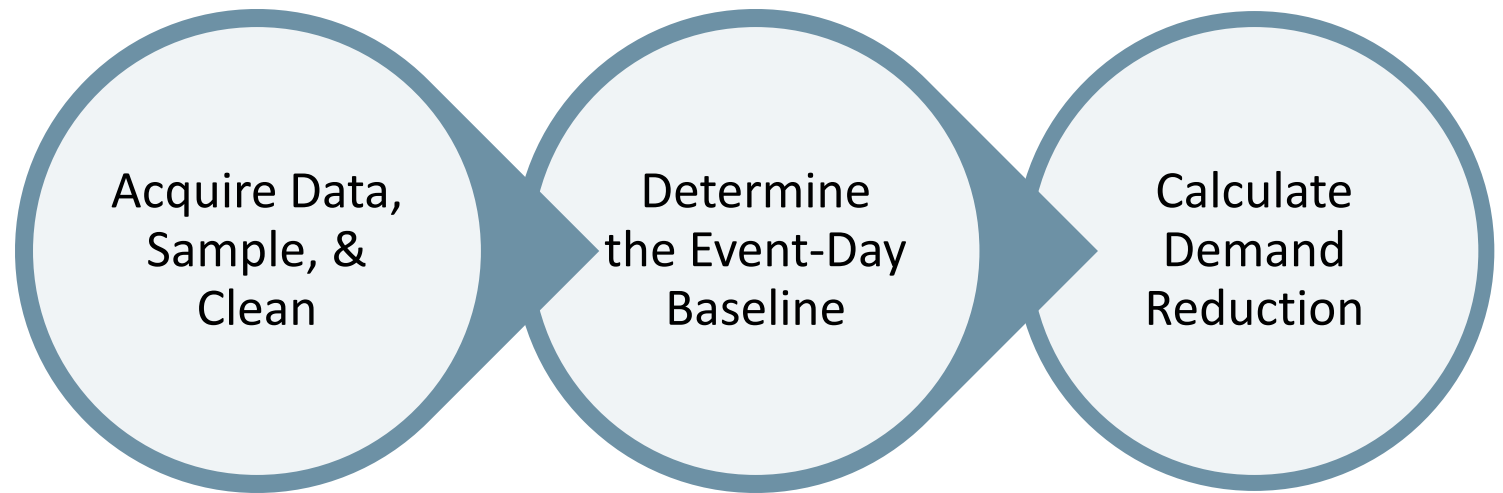 Acquire Data,
Sample, &
Clean
Determine
the Event-Day
Baseline
Calculate
Demand
Reduction